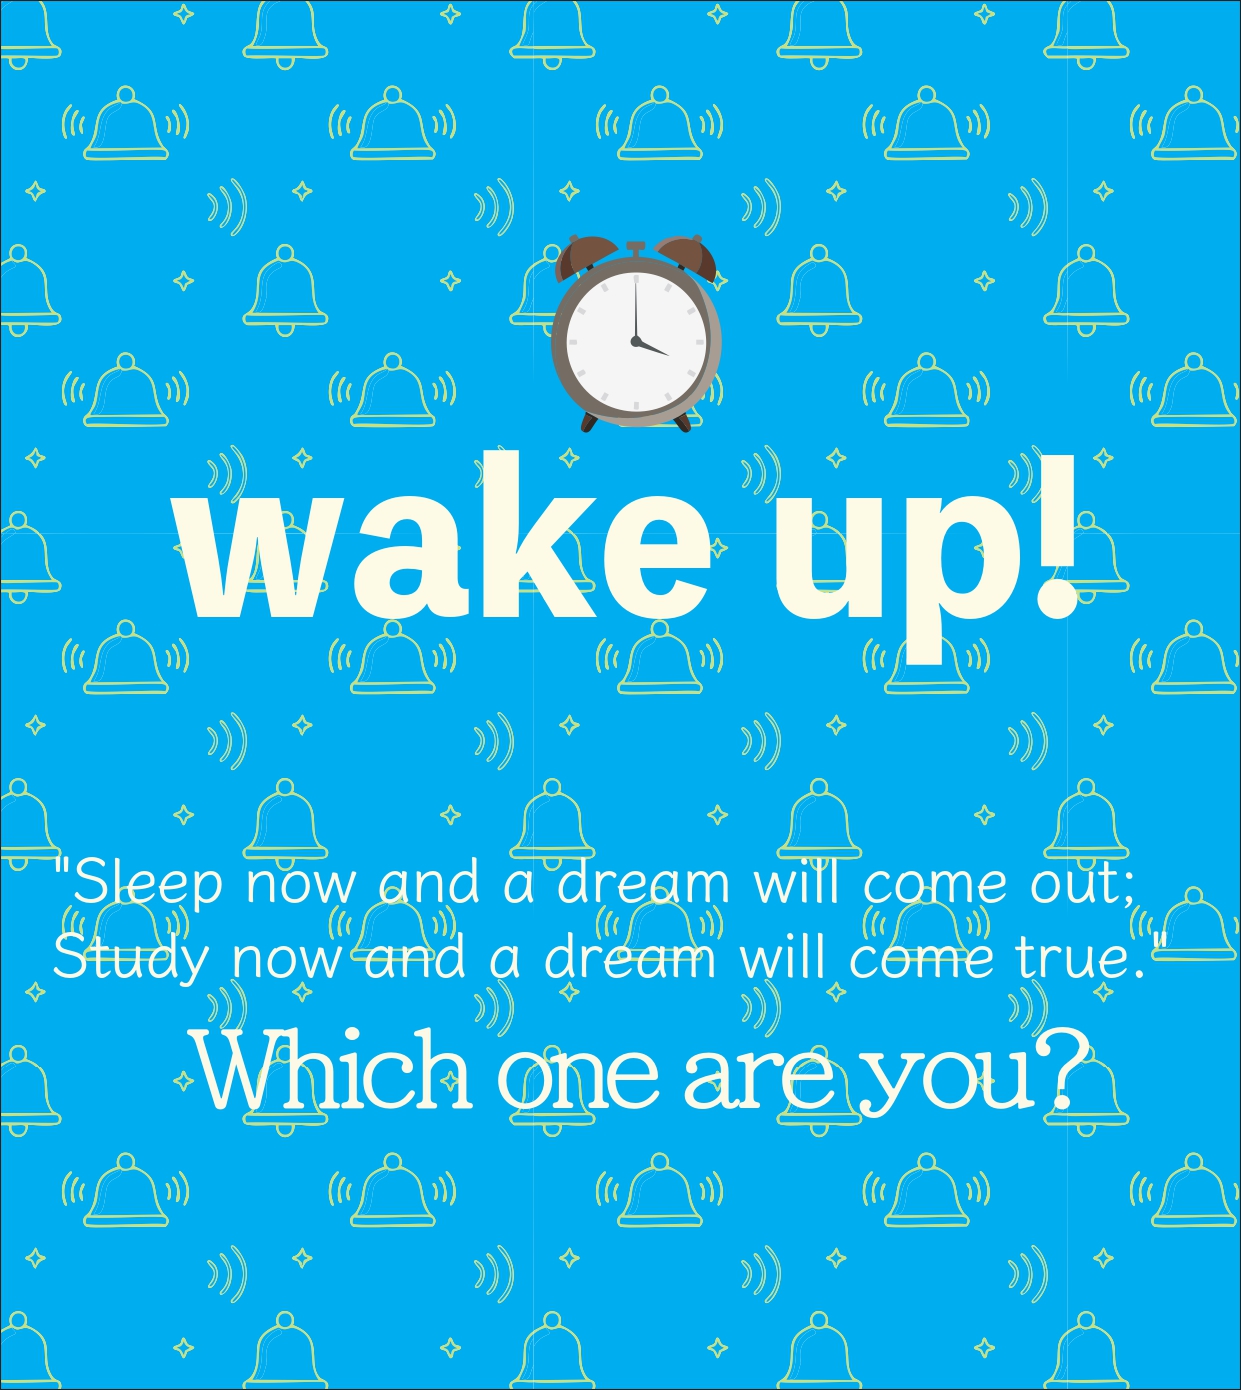 wake up!
"Sleep now and a dream will come out;
Study now and a dream will come true."
Which one are you?